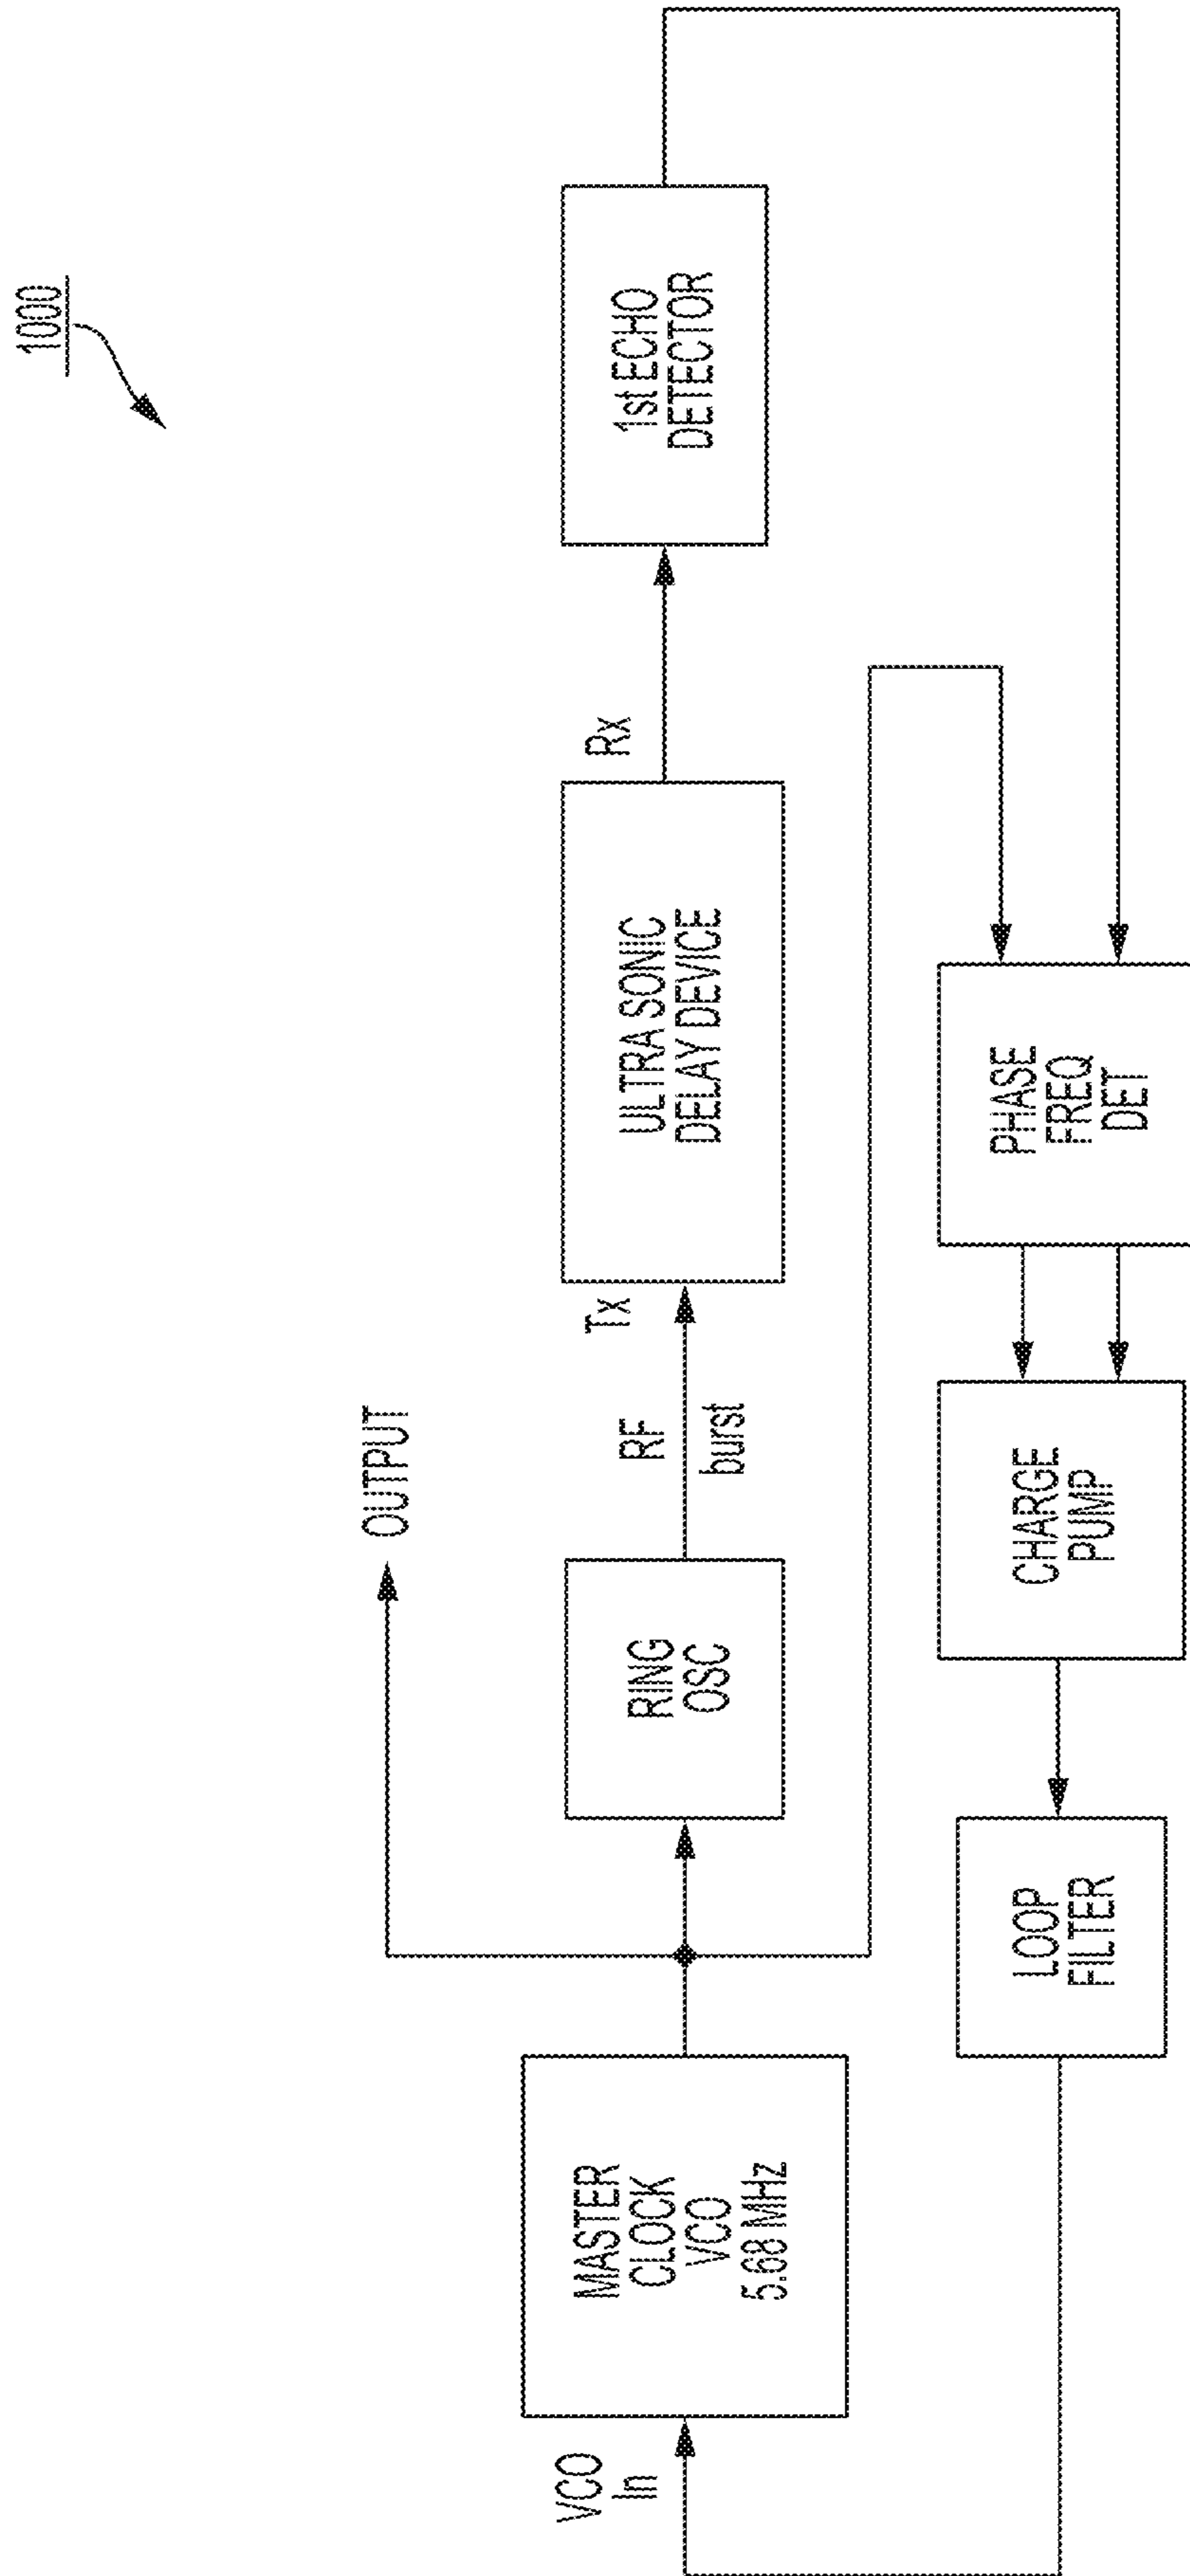 1000
OUTPUT
VCO
In
MASTER
CLOCK
VCO
5.68 MHz
RING
OSC
RF
burst
Tx
ULTRA SONIC
DELAY DEVICE
Rx
1st ECHO
DETECTOR
LOOP
FILTER
CHARGE
PUMP
PHASE
FREQ
DET